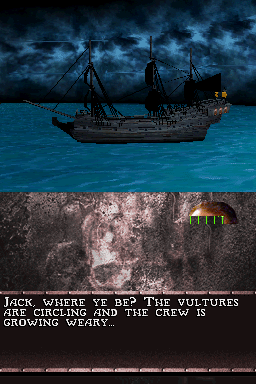 Jack, where ye be? The vultures
are circling and the crew is
growing weary...